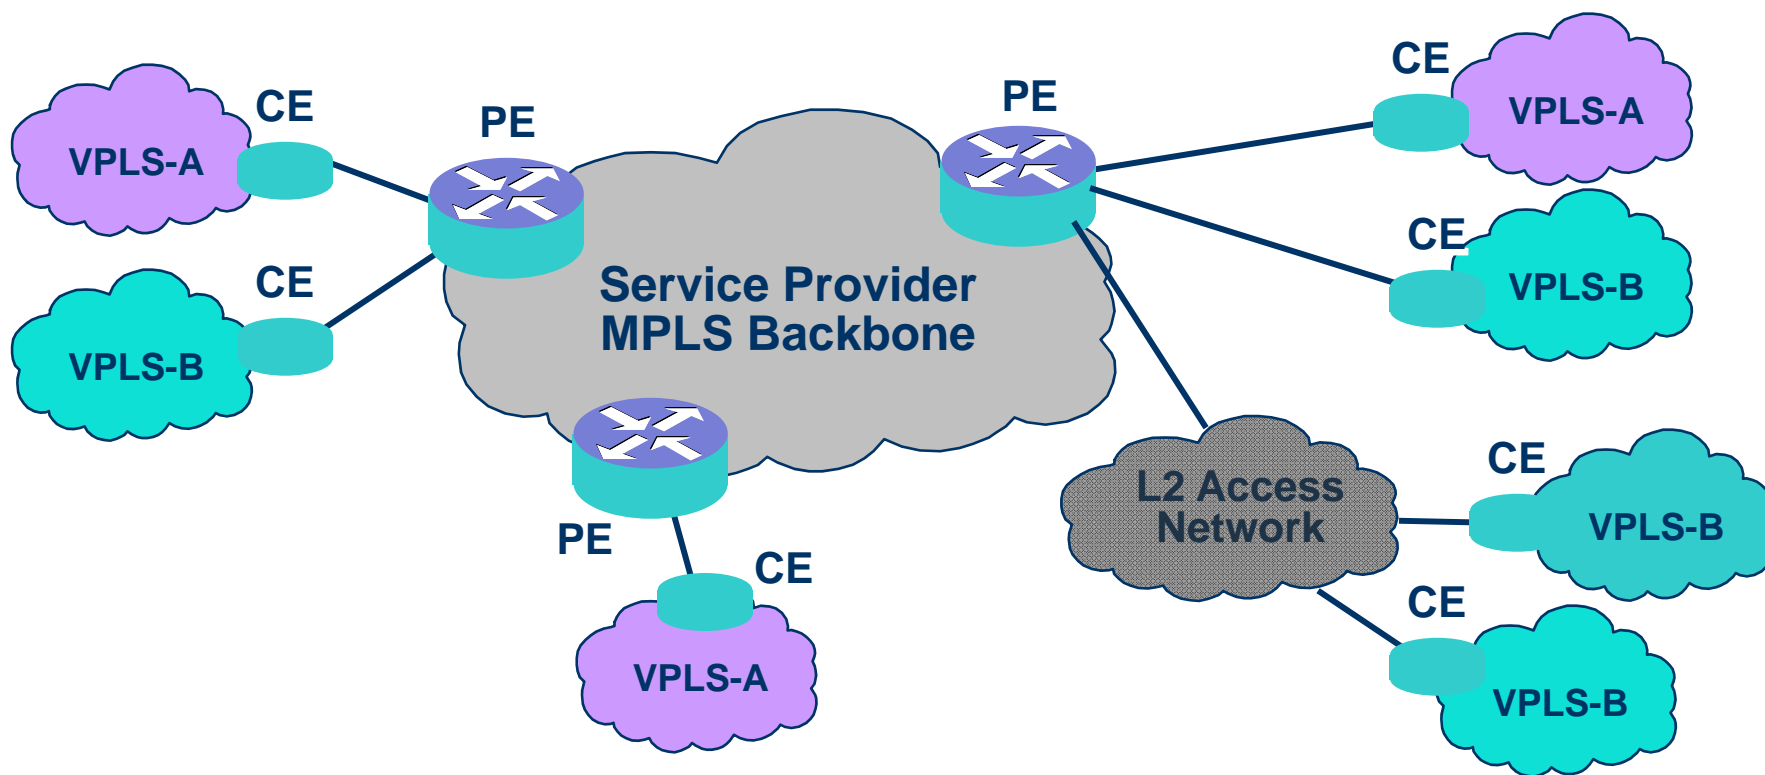 CE
VPLS-A
PE
CE
VPLS-B
PE
CE
VPLS-A
CE
VPLS-B
Service Provider
MPLS Backbone
L2 Access
Network
CE
VPLS-B
CE
VPLS-B
PE
CE
VPLS-A